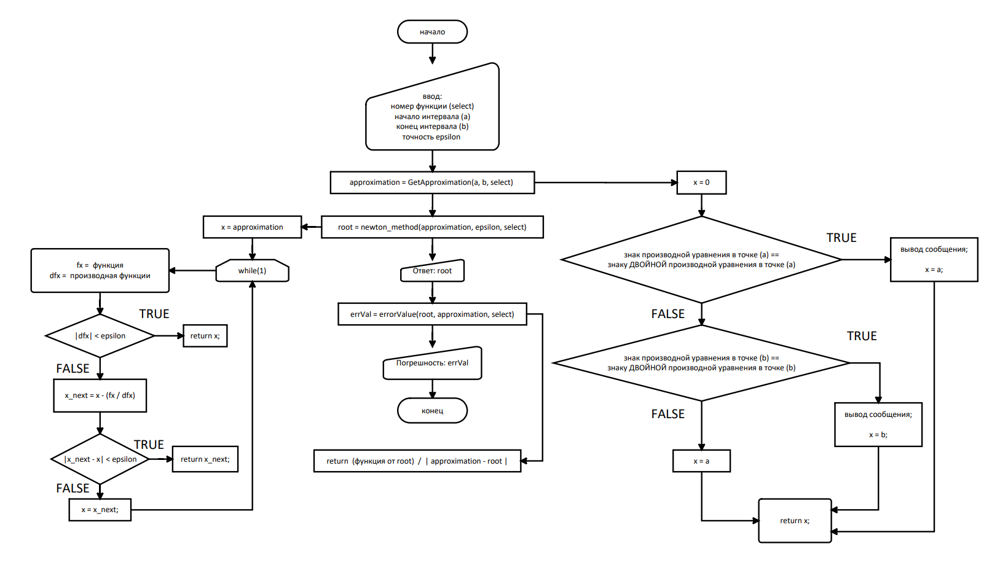 начало
ввод:
номер функции (select)
начало интервала (a)
конец интервала (b)
точность epsilon
approximation = GetApproximation(a, b, select)
x = 0
x = approximation
root = newton_method(approximation, epsilon, select)
TRUE
знак производной уравнения в точке (a) ==
знаку ДВОЙНОЙ производной уравнения в точке (a)
вывод сообщения;
x = a;
fx =  функция
dfx =  производная функции
while(1)
Ответ: root
TRUE
FALSE
errVal = errorValue(root, approximation, select)
|dfx| < epsilon
return x;
TRUE
знак производной уравнения в точке (b) ==
знаку ДВОЙНОЙ производной уравнения в точке (b)
FALSE
Погрешность: errVal
x_next = x - (fx / dfx)
конец
FALSE
вывод сообщения;
x = b;
TRUE
|x_next - x| < epsilon
return x_next;
return  (функция от root)  /  | approximation - root |
x = a
FALSE
x = x_next;
return x;